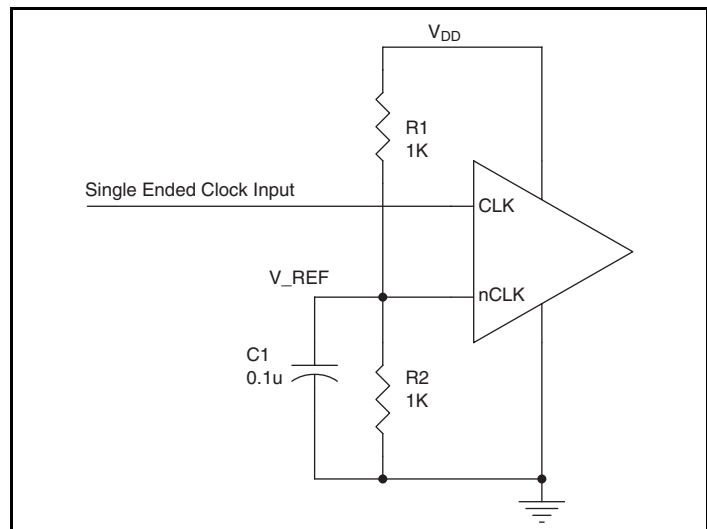 V_DD
R1
1K
Single Ended Clock Input
CLK
V_REF
nCLK
C1
0.1u
R2
1K